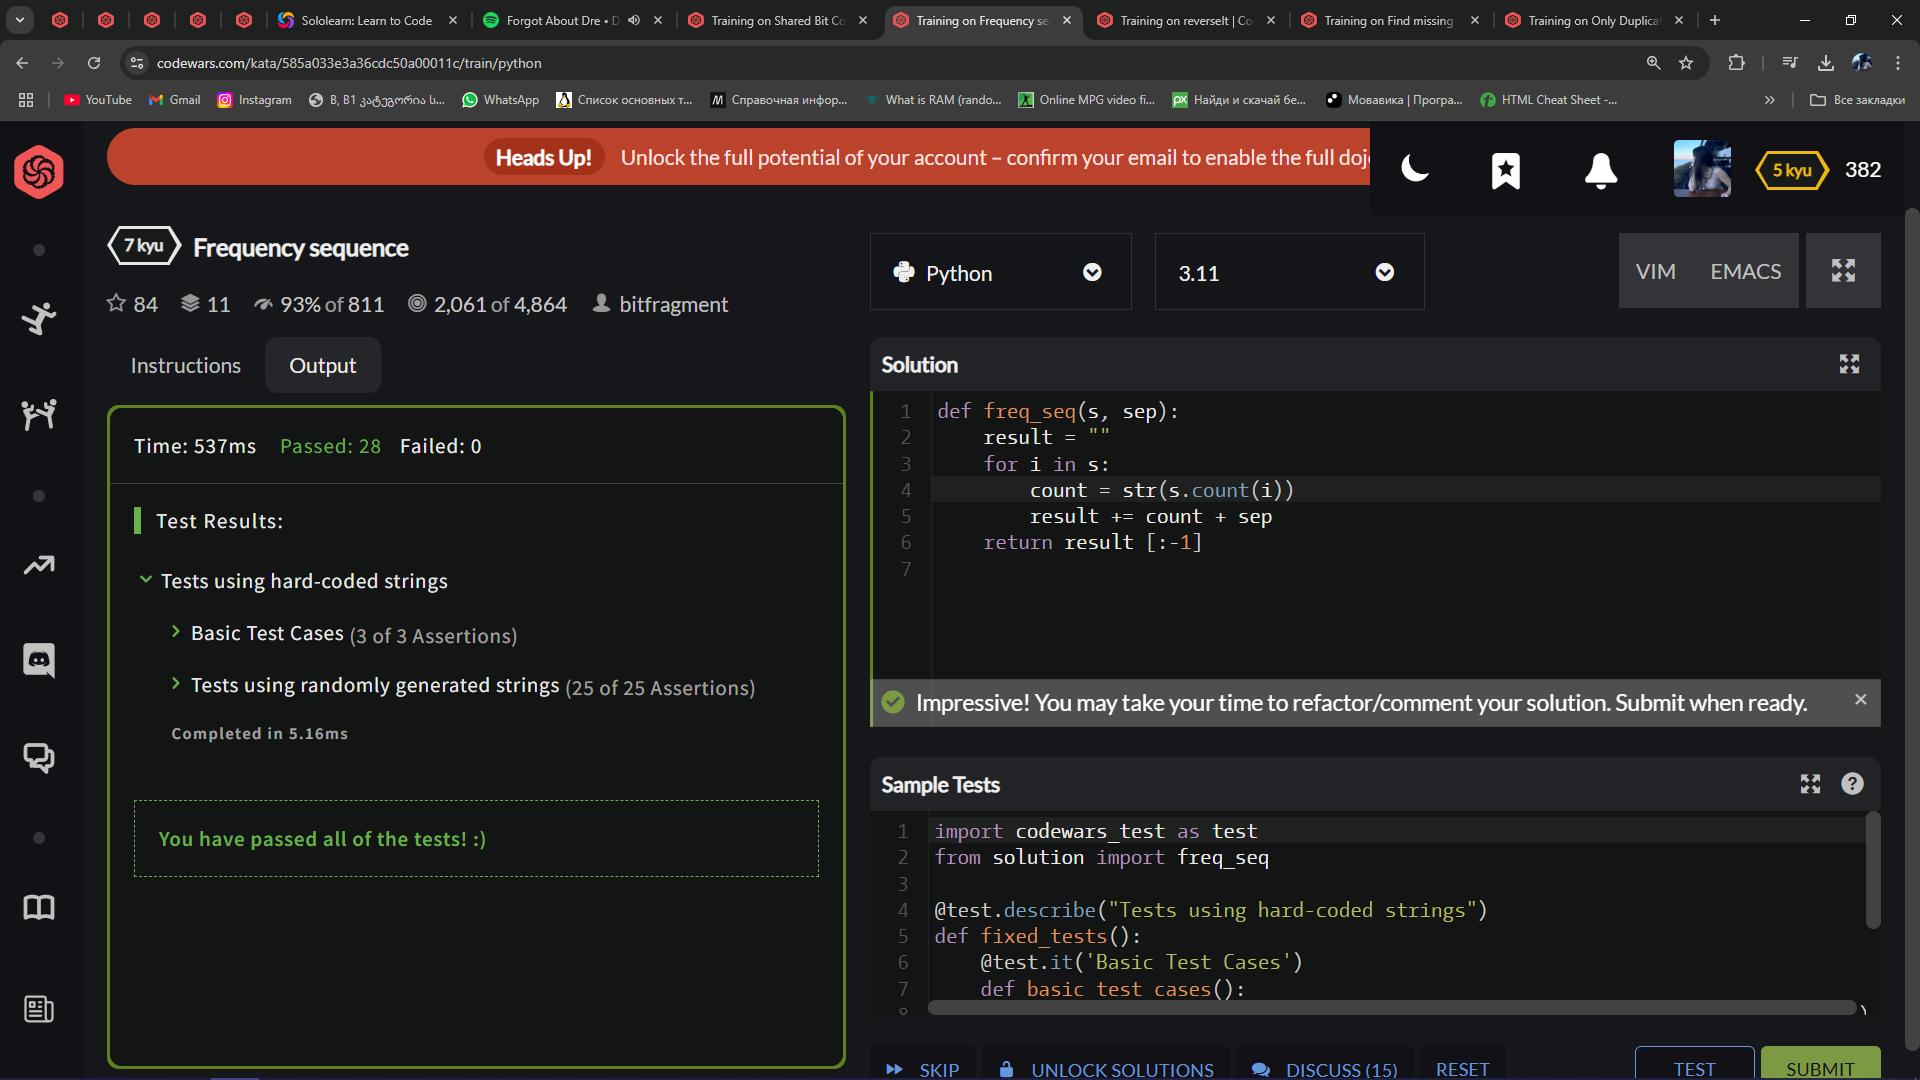 Sololearn: Learn to Code
Forgot About Dre • D
Training on Shared Bit Co
Training on Frequency se
Training on reverseIt | Co
Training on Find missing
Training on Only Duplicat
codewars.com/kata/585a033e3a36cdc50a00011c/train/python
YouTube
Gmail
Instagram
B, B1 კატეგორია ს...
WhatsApp
Список основных т...
Справочная инфор...
What is RAM (rando...
Online MPG video fi...
Найди и скачай бе...
Мовавика | Програ...
HTML Cheat Sheet -...
Все закладки
Heads Up! Unlock the full potential of your account – confirm your email to enable the full doj
5 kyu 382
7 kyu Frequency sequence
84 11 93% of 811 2,061 of 4,864 bitfragment
Python
3.11
VIM EMACS
Instructions Output
Time: 537ms Passed: 28 Failed: 0
Test Results:
Tests using hard-coded strings
Basic Test Cases (3 of 3 Assertions)
Tests using randomly generated strings (25 of 25 Assertions)
Completed in 5.16ms
You have passed all of the tests! :)
Solution
1 def freq_seq(s, sep):
2     result = ""
3     for i in s:
4         count = str(s.count(i))
5         result += count + sep
6     return result [:-1]
7
Impressive! You may take your time to refactor/comment your solution. Submit when ready.
Sample Tests
1 import codewars_test as test
2 from solution import freq_seq
3
4 @test.describe("Tests using hard-coded strings")
5 def fixed_tests():
6     @test.it('Basic Test Cases')
7     def basic_test_cases():
8
SKIP
UNLOCK SOLUTIONS
DISCUSS (15)
RESET
TEST
SUBMIT